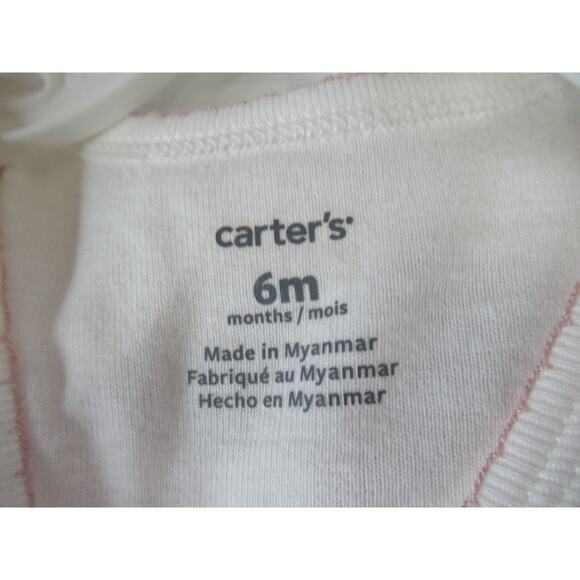 carter's
6m
months / mois
Made in Myanmar
Fabriqué au Myanmar
Hecho en Myanmar